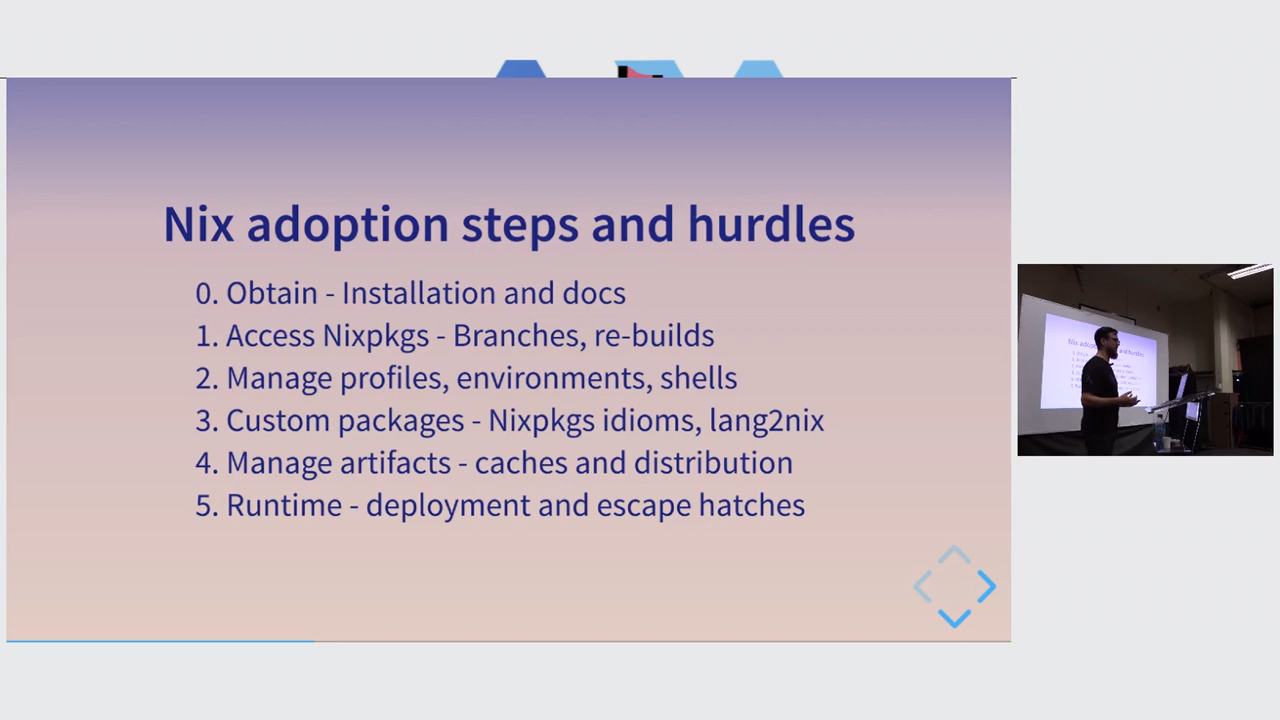 Nix adoption steps and hurdles
0. Obtain - Installation and docs
1. Access Nixpkgs - Branches, re-builds
2. Manage profiles, environments, shells
3. Custom packages - Nixpkgs idioms, lang2nix
4. Manage artifacts - caches and distribution
5. Runtime - deployment and escape hatches